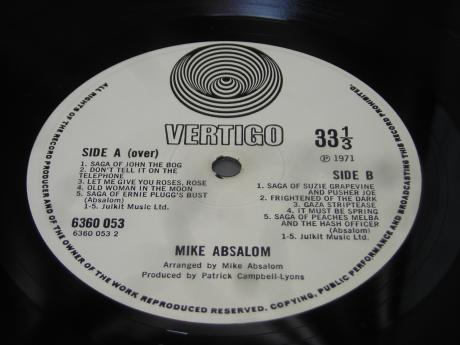 VERTIGO
SIDE A (over)
1. SAGA OF JOHN THE BOG
2. DON'T TELL IT ON THE
TELEPHONE
3. LET ME GIVE YOU ROSES, ROSE
4. OLD WOMAN IN THE MOON
5. SAGA OF ERNIE PLUGG'S BUST
(Absalom)
1-5. Julkit Music Ltd.
6360 053
6360 053 2
33 1/3
Ⓟ 1971
SIDE B
1. SAGA OF SUZIE GRAPEVINE
AND PUSHER JOE
2. FRIGHTENED OF THE DARK
3. GAZA STRIPTEASE
4. IT MUST BE SPRING
5. SAGA OF PEACHES MELBA
AND THE HASH OFFICER
(Absalom)
1-5. Julkit Music Ltd.
MIKE ABSALOM
Arranged by Mike Absalom
Produced by Patrick Campbell-Lyons
ALL RIGHTS OF THE RECORD PRODUCER AND OF THE OWNER OF THE WORK REPRODUCED RESERVED. COPYING, PUBLIC PERFORMANCE AND BROADCASTING OF THIS RECORD PROHIBITED.